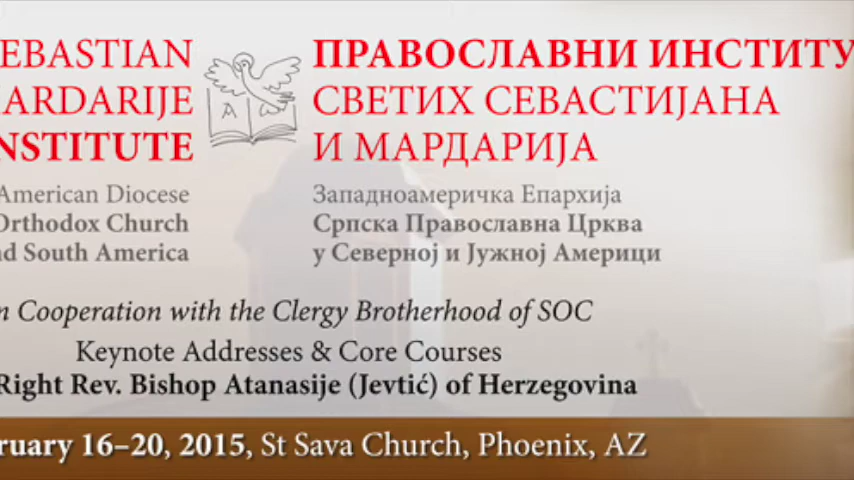 EBASTIAN
ARDARIJE
NSTITUTE
American Diocese
Orthodox Church
nd South America
A
ПРАВОСЛАВНИ ИНСТИТУ
СВЕТИХ СЕВАСТИЈАНА
И МАРДАРИЈА
Западноамеричка Епархија
Српска Православна Црква
у Северној и Јужној Америци
n Cooperation with the Clergy Brotherhood of SOC
Keynote Addresses & Core Courses
Right Rev. Bishop Atanasije (Jevtić) of Herzegovina
ruary 16–20, 2015, St Sava Church, Phoenix, AZ